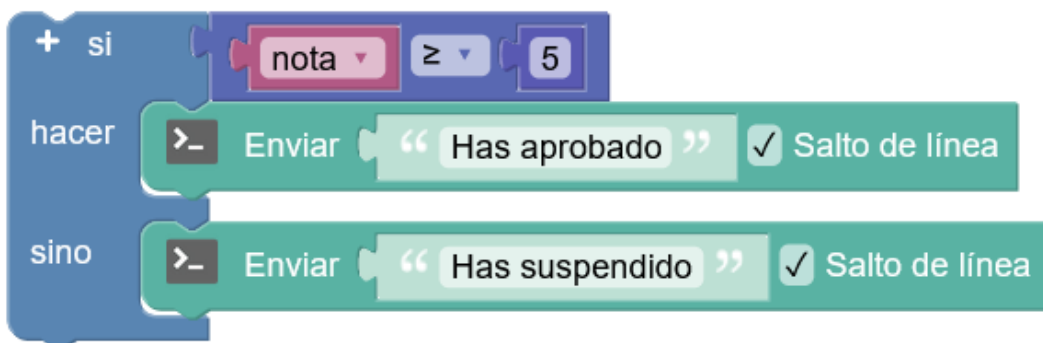 + si nota ≥ 5
hacer >_ Enviar “ Has aprobado ” ✓ Salto de línea
sino >_ Enviar “ Has suspendido ” ✓ Salto de línea